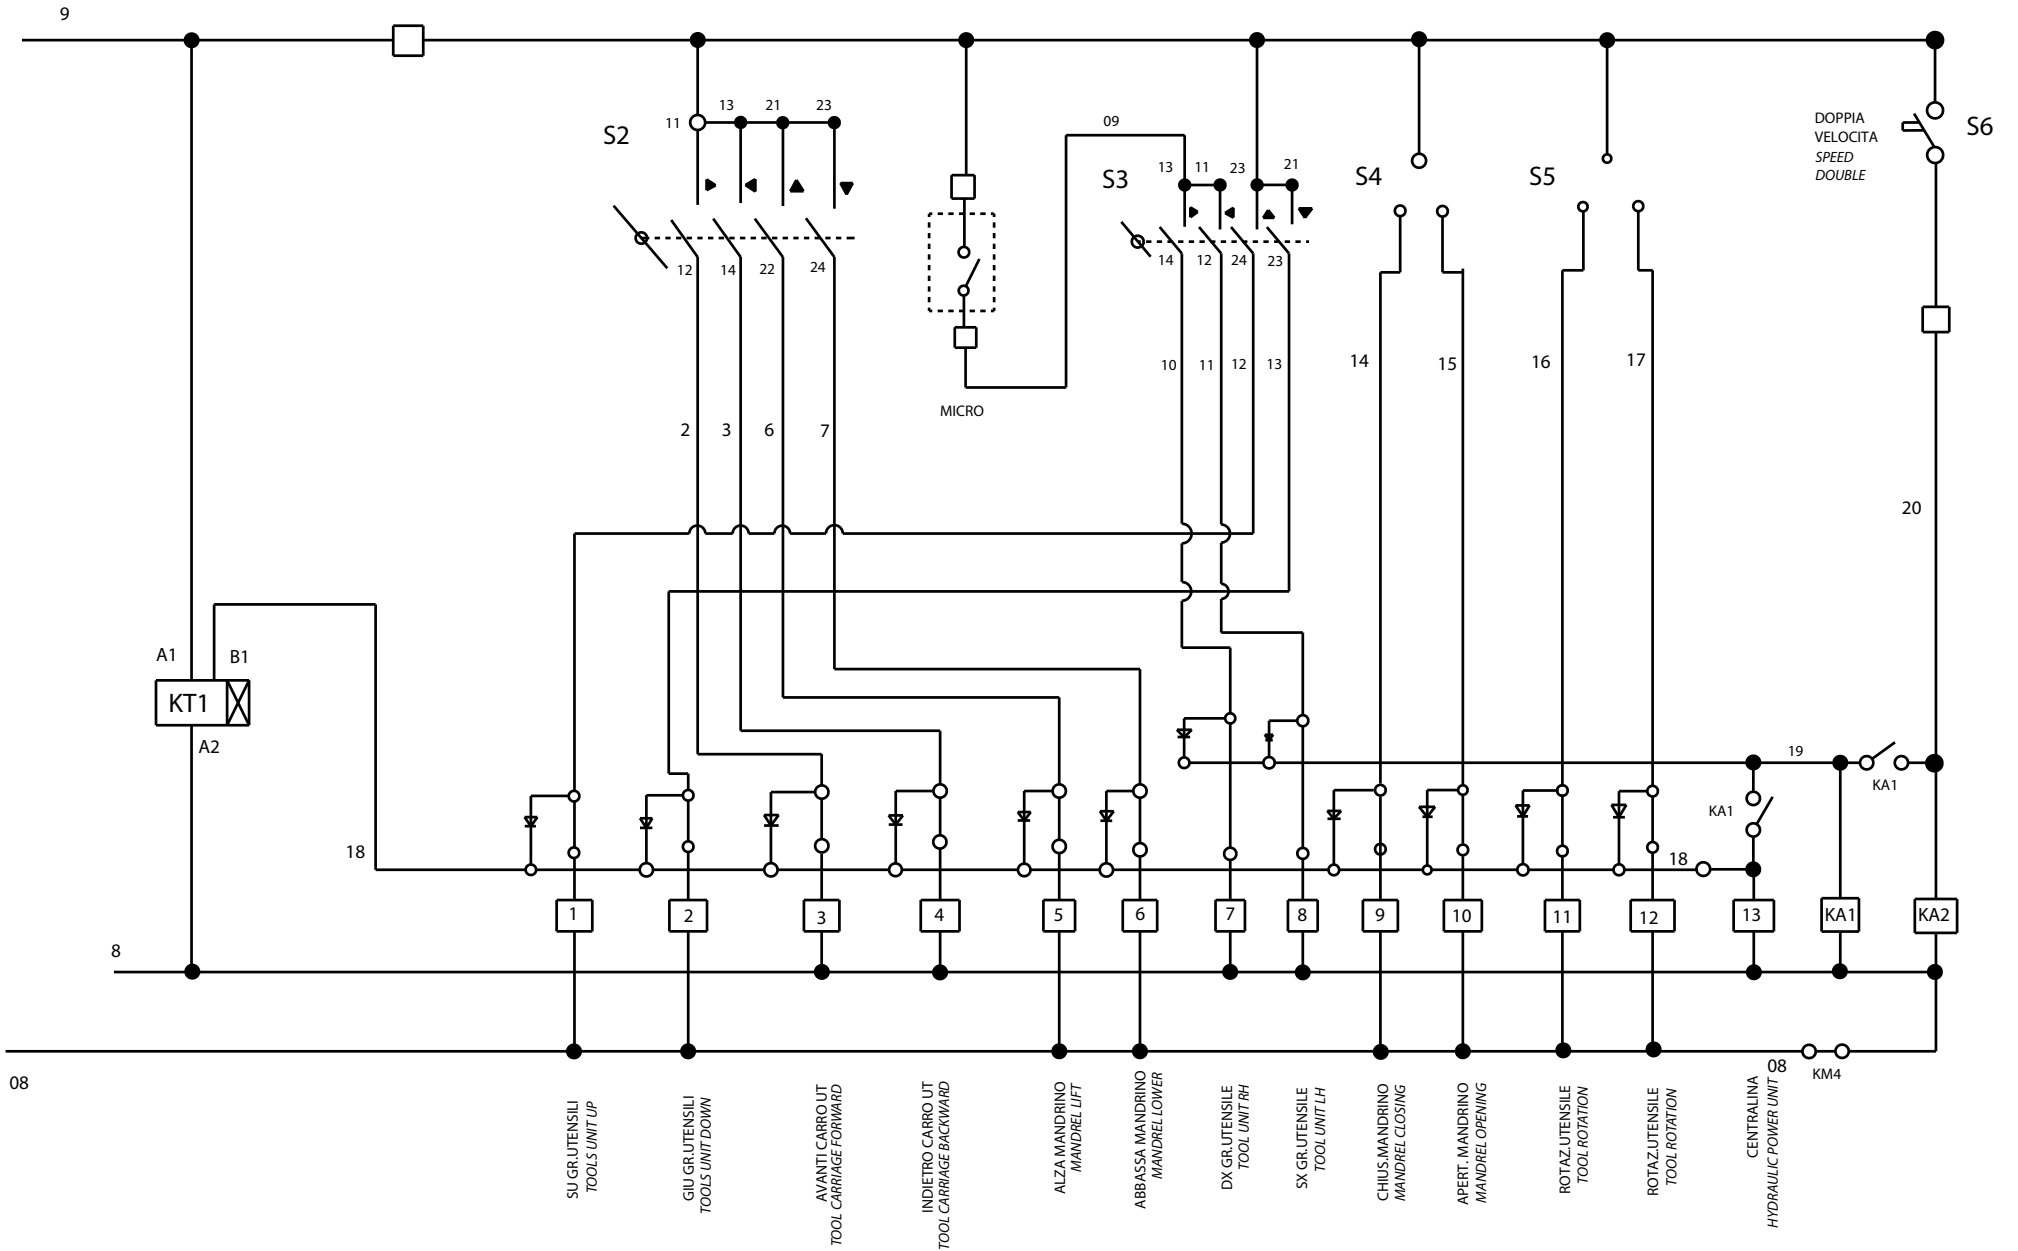 9
13 21 23
11
S2
12 14 22 24
2 3 6 7
MICRO
09
13 11 23 21
S3
14 12 24 23
10 11 12 13
S4
14 15
S5
16 17
DOPPIA
VELOCITA
SPEED
DOUBLE
S6
20
A1 B1
KT1
A2
18
19
KA1
KA1
18
1 2 3 4 5 6 7 8 9 10 11 12 13 KA1 KA2
8
08
08
KM4
SU GR.UTENSILI
TOOLS UNIT UP
GIU GR.UTENSILI
TOOLS UNIT DOWN
AVANTI CARRO UT
TOOL CARRIAGE FORWARD
INDIETRO CARRO UT
TOOL CARRIAGE BACKWARD
ALZA MANDRINO
MANDREL LIFT
ABBASSA MANDRINO
MANDREL LOWER
DX GR.UTENSILE
TOOL UNIT RH
SX GR.UTENSILE
TOOL UNIT LH
CHIUS.MANDRINO
MANDREL CLOSING
APERT. MANDRINO
MANDREL OPENING
ROTAZ.UTENSILE
TOOL ROTATION
ROTAZ.UTENSILE
TOOL ROTATION
CENTRALINA
HYDRAULIC POWER UNIT